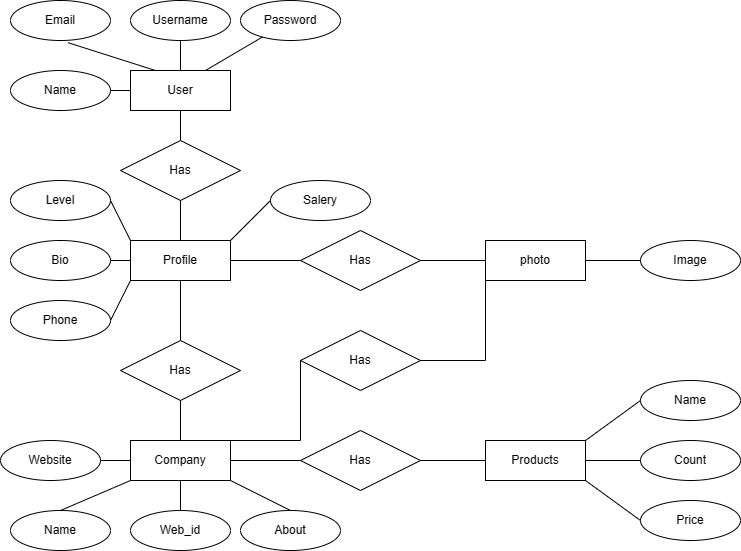 Email
Username
Password
Name
User
Has
Level
Salery
Bio
Profile
Has
photo
Image
Phone
Has
Has
Name
Website
Company
Has
Products
Count
Name
Web_id
About
Price